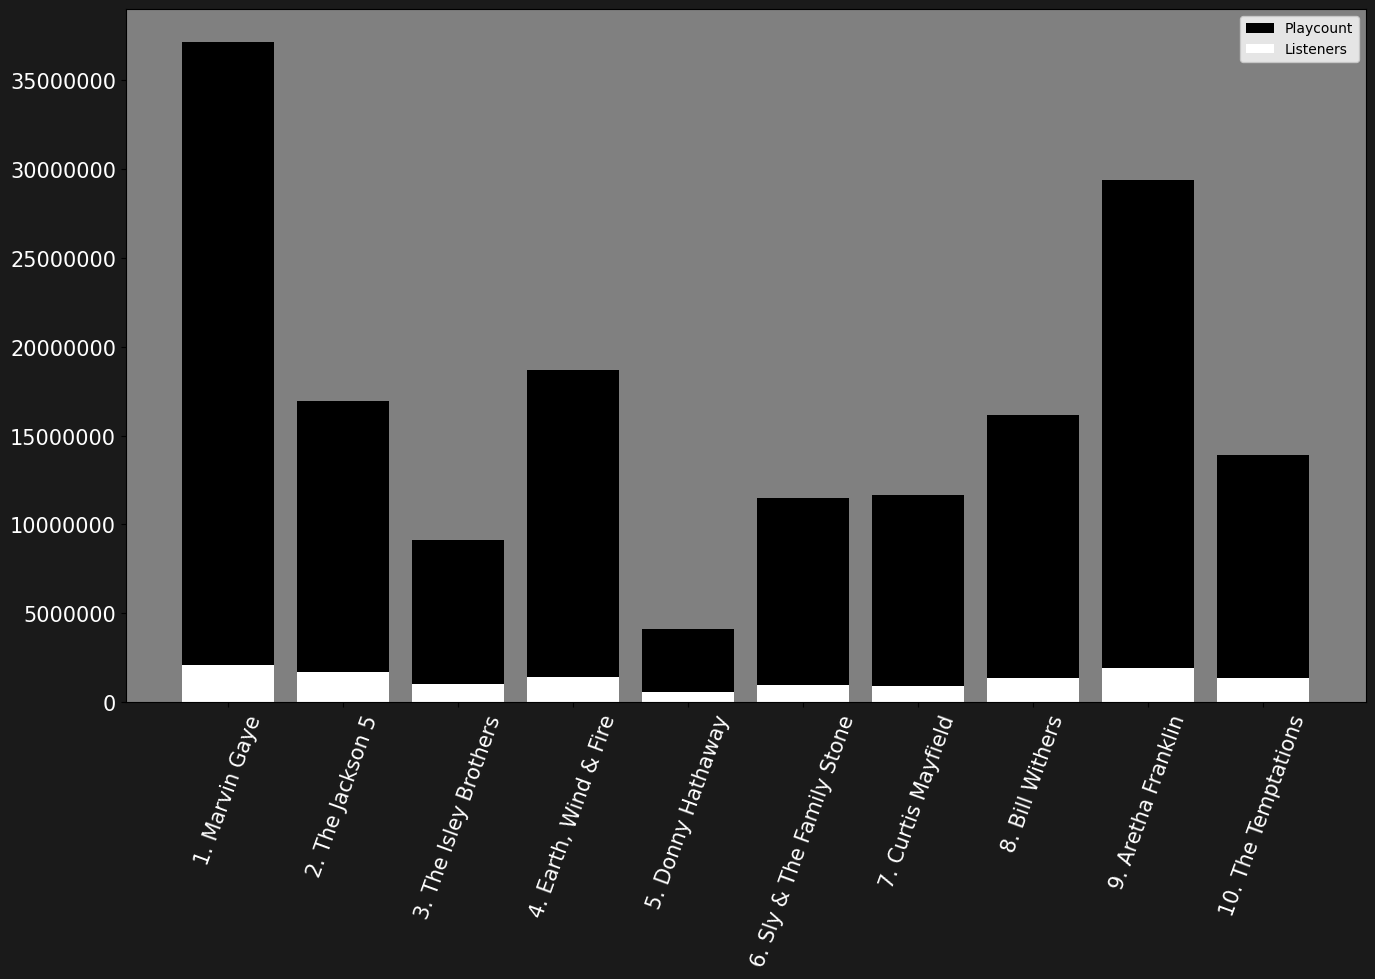 Playcount
Listeners
35000000
30000000
25000000
20000000
15000000
10000000
5000000
0
1. Marvin Gaye
2. The Jackson 5
3. The Isley Brothers
4. Earth, Wind & Fire
5. Donny Hathaway
6. Sly & The Family Stone
7. Curtis Mayfield
8. Bill Withers
9. Aretha Franklin
10. The Temptations